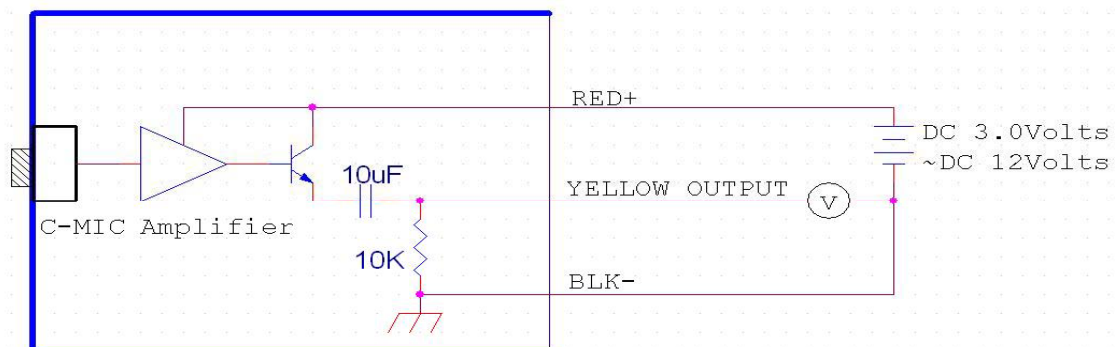 RED+
DC 3.0Volts
~DC 12Volts
10uF
YELLOW OUTPUT
V
C-MIC Amplifier
10K
BLK-